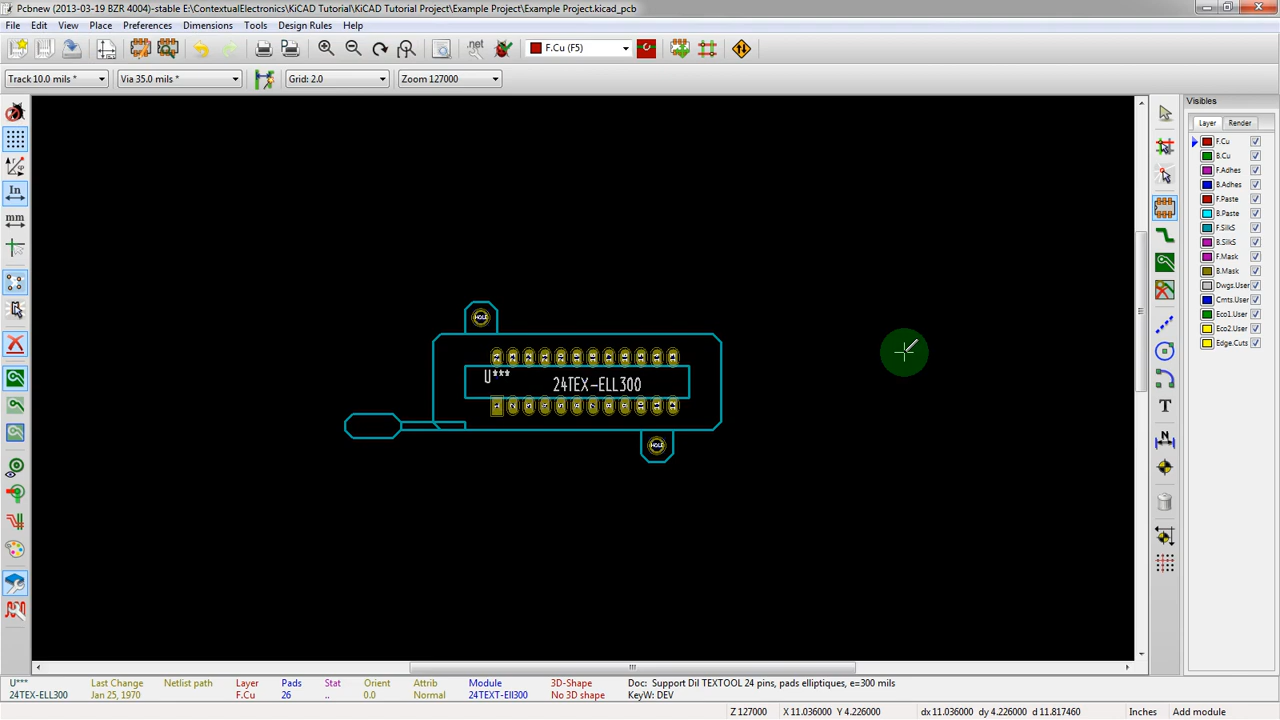 Pcbnew (2013-03-19 BZR 4004)-stable E:\ContextualElectronics\KiCAD Tutorial\KiCAD Tutorial Project\Example Project\Example Project.kicad_pcb
File Edit View Place Preferences Dimensions Tools Design Rules Help
.net F.Cu (F5)
Track 10.0 mils * Via 35.0 mils * Grid: 2.0 Zoom 127000
Visibles
Layer Render
F.Cu
B.Cu
F.Adhes
B.Adhes
F.Paste
B.Paste
F.SilkS
B.SilkS
F.Mask
B.Mask
Dwgs.User
Cmts.User
Eco1.User
Eco2.User
Edge.Cuts
In
mm
HOLE
U***
24TEX-ELL300
HOLE
T
N
U*** Last Change Netlist path Layer Pads Stat Orient Attrib Module 3D-Shape Doc: Support Dil TEXTOOL 24 pins, pads elliptiques, e=300 mils
24TEX-ELL300 Jan 25, 1970 F.Cu 26 .. 0.0 Normal 24TEXT-Ell300 No 3D shape KeyW: DEV
Z 127000 X 11.036000 Y 4.226000 dx 11.036000 dy 4.226000 d 11.817460 Inches Add module